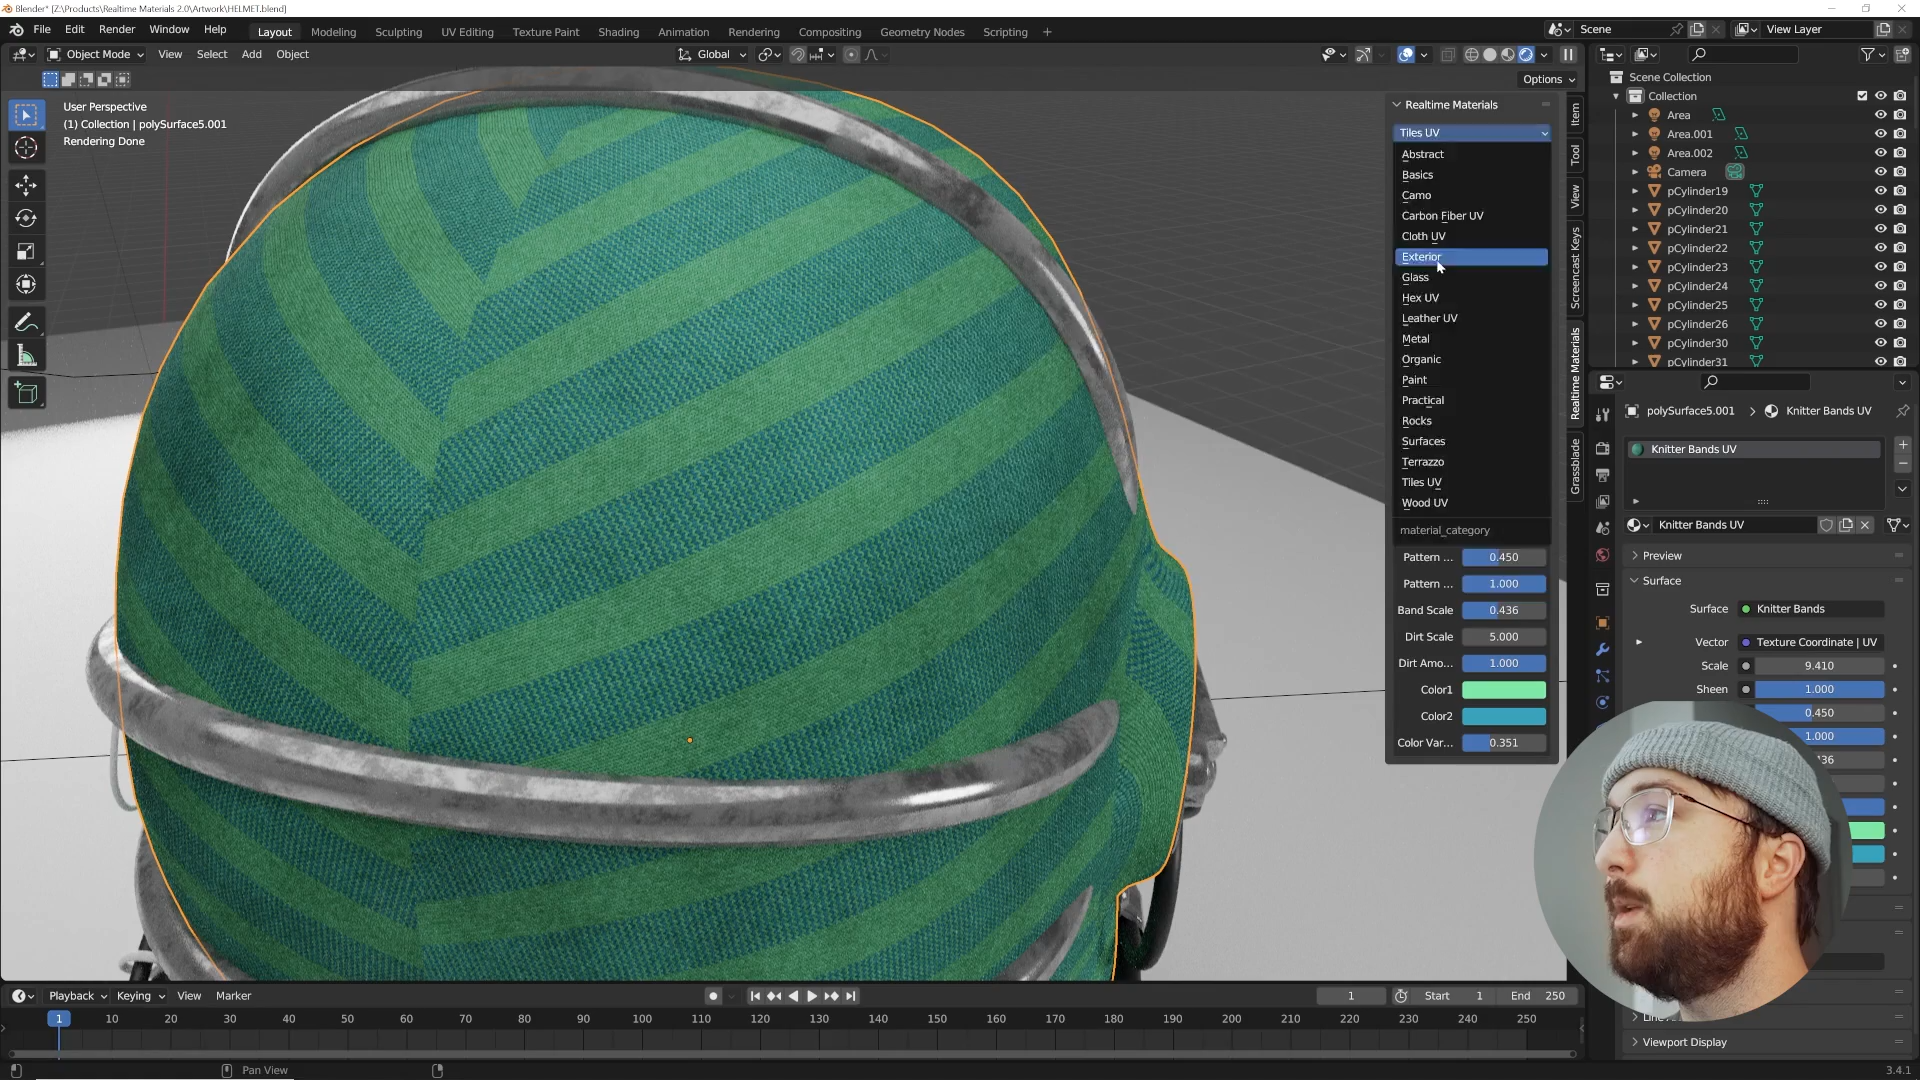 Blender* [Z:\Products\Realtime Materials 2.0\Artwork\HELMET.blend]
File Edit Render Window Help Layout Modeling Sculpting UV Editing Texture Paint Shading Animation Rendering Compositing Geometry Nodes Scripting + Scene View Layer
Object Mode View Select Add Object Global
Options
User Perspective
(1) Collection | polySurface5.001
Rendering Done
Realtime Materials
Tiles UV
Abstract
Basics
Camo
Carbon Fiber UV
Cloth UV
Exterior
Glass
Hex UV
Leather UV
Metal
Organic
Paint
Practical
Rocks
Surfaces
Terrazzo
Tiles UV
Wood UV
material_category
Pattern ... 0.450
Pattern ... 1.000
Band Scale 0.436
Dirt Scale 5.000
Dirt Amo... 1.000
Color1
Color2
Color Var... 0.351
Item
Tool
View
Screencast Keys
Realtime Materials
Grassblade
Scene Collection
Collection
Area
Area.001
Area.002
Camera
pCylinder19
pCylinder20
pCylinder21
pCylinder22
pCylinder23
pCylinder24
pCylinder25
pCylinder26
pCylinder30
pCylinder31
polySurface5.001 > Knitter Bands UV
Knitter Bands UV
Knitter Bands UV
Preview
Surface
Surface Knitter Bands
Vector Texture Coordinate | UV
Scale 9.410
Sheen 1.000
0.450
1.000
Viewport Display
Playback Keying View Marker 1 Start 1 End 250
1 10 20 30 40 50 60 70 80 90 100 110 120 130 140 150 160 170 180 190 200 210 220 230 240 250
Pan View
3.4.1